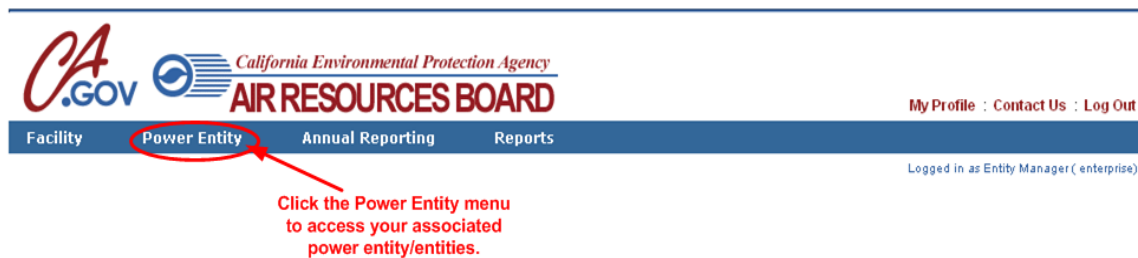 CA.GOV
California Environmental Protection Agency
AIR RESOURCES BOARD
My Profile : Contact Us : Log Out
Facility Power Entity Annual Reporting Reports
Logged in as Entity Manager ( enterprise)
Click the Power Entity menu
to access your associated
power entity/entities.